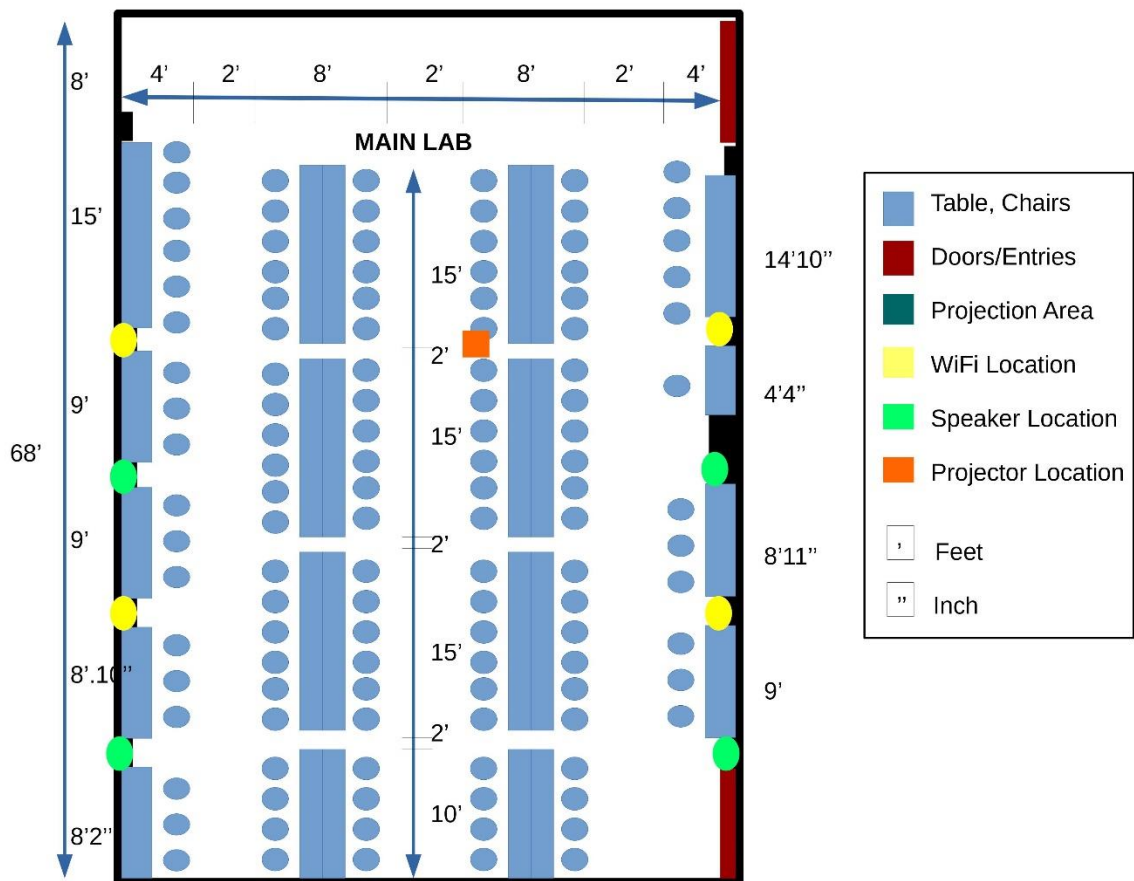 8’
4’ 2’ 8’ 2’ 8’ 2’ 4’
MAIN LAB
15’
15’
2’
9’
15’
2’
9’
15’
2’
8’.10’’
10’
8’2’’
68’
14’10’’
4’4’’
8’11’’
9’
Table, Chairs
Doors/Entries
Projection Area
WiFi Location
Speaker Location
Projector Location
’ Feet
’’ Inch